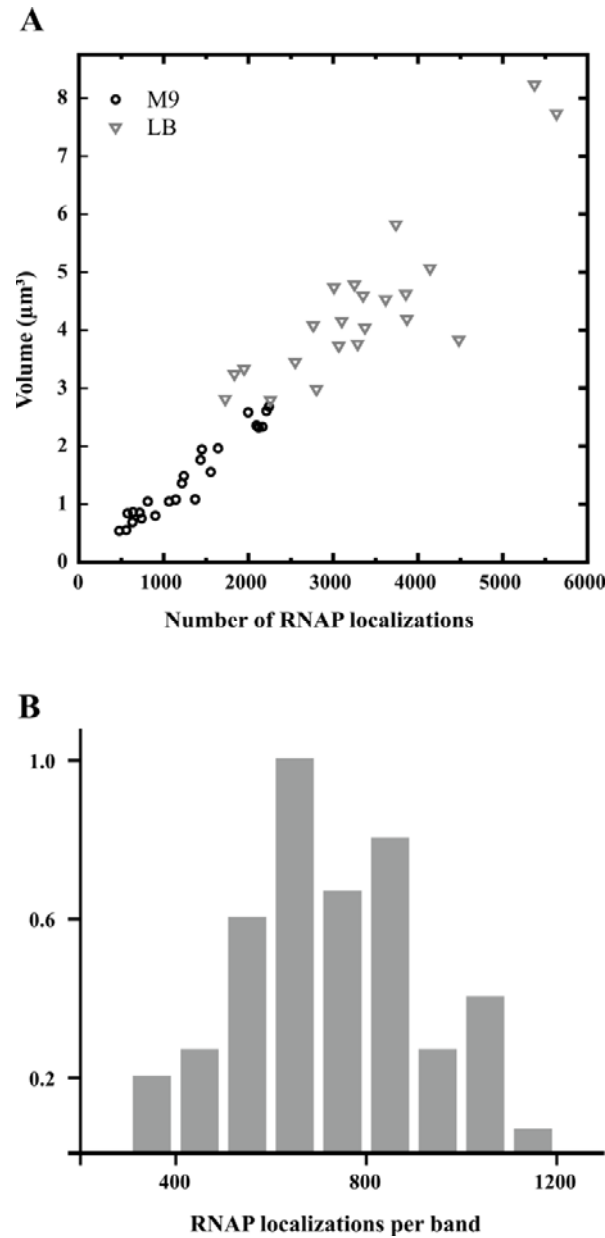 A
M9
LB
8
7
6
5
4
3
2
1
0
Volume (µm³)
0 1000 2000 3000 4000 5000 6000
Number of RNAP localizations
B
1.0
0.6
0.2
400 800 1200
RNAP localizations per band